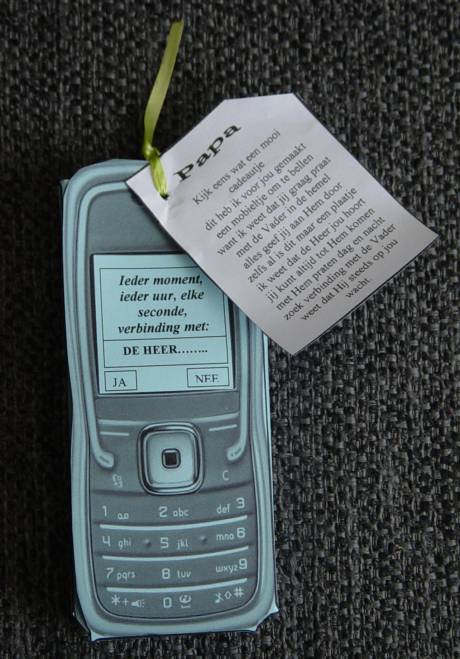 Papa
Kijk eens wat een mooi
cadeautje
dit heb ik voor jou gemaakt
een mobieltje om te bellen
want ik weet dat jij graag praat
met de Vader in de hemel
alles geef jij aan Hem door
zelfs al is dit maar een plaatje
ik weet dat de Heer jou hoort
jij kunt altijd tot Hem komen
met Hem praten dag en nacht
zoek verbinding met de Vader
weet dat Hij steeds op jou
wacht.
Ieder moment,
ieder uur, elke
seconde,
verbinding met:
DE HEER……..
JA NEE
C
1 2 abc def 3
4 ghi 5 jkl mno 6
7 pqrs 8 tuv wxyz 9
*+ 0 #